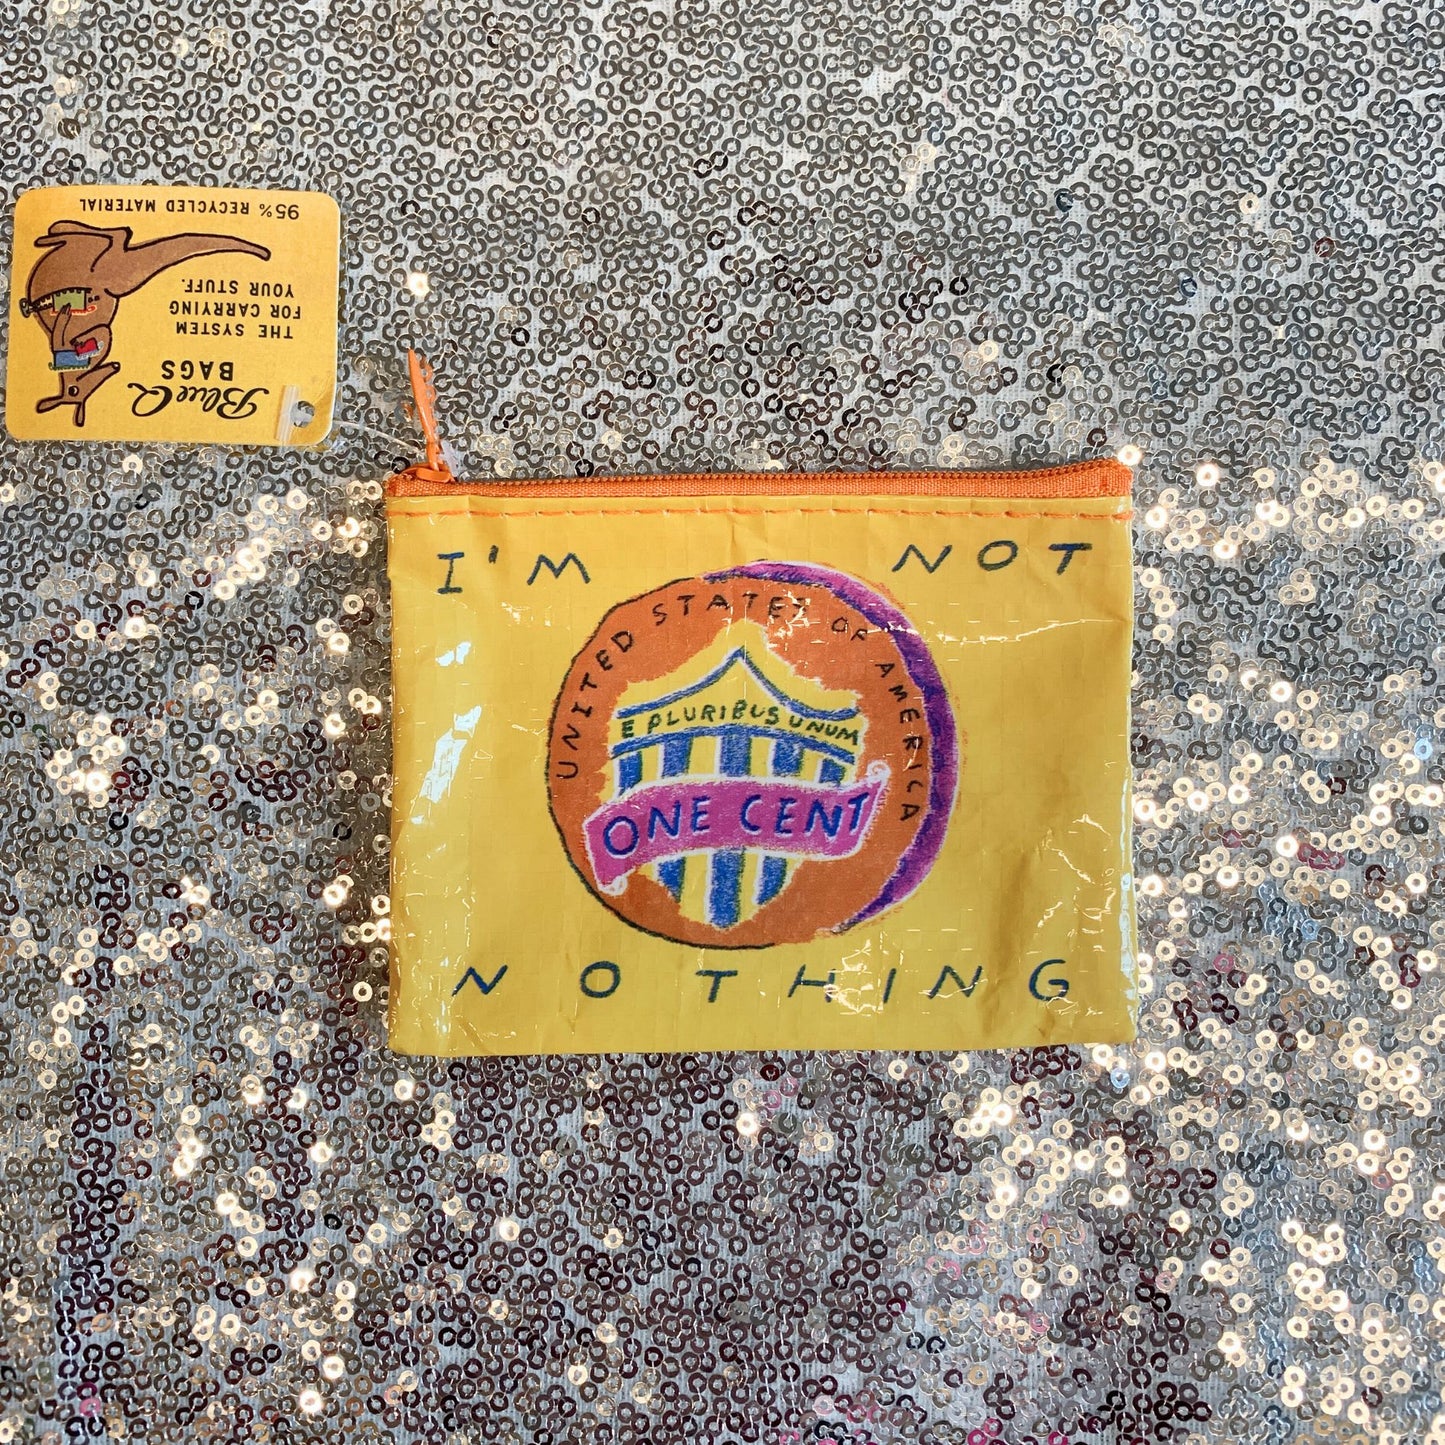 95% RECYCLED MATERIAL
THE SYSTEM
FOR CARRYING
YOUR STUFF.
Blue Q
BAGS
I'M NOT
UNITED STATES OF AMERICA
E PLURIBUS UNUM
ONE CENT
NOTHING